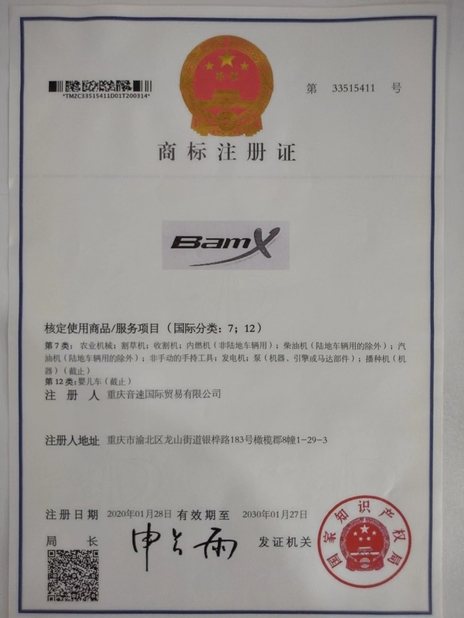 第 33515411 号
*TMZC33515411D01T200314*
商标注册证
BamX
核定使用商品/服务项目（国际分类：7；12）
第7类：农业机械；割草机；收割机；内燃机（非陆地车辆用）；柴油机（陆地车辆用的除外）；汽
油机（陆地车辆用的除外）；非手动的手持工具；发电机；泵（机器、引擎或马达部件）；播种机（机
器）（截止）
第12类：婴儿车（截止）
注 册 人 重庆音速国际贸易有限公司
注册人地址 重庆市渝北区龙山街道银桦路183号橄榄郡8幢1-29-3
注册日期 2020年01月28日 有效期至 2030年01月27日
局 长 申长雨 发证机关
国家知识产权局